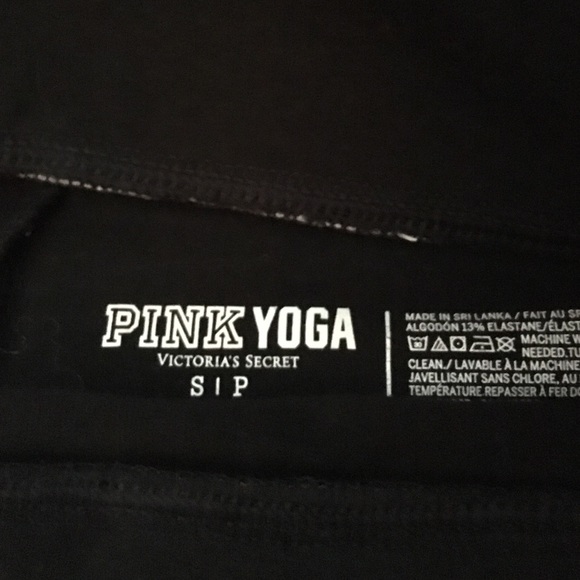 PINK YOGA
VICTORIA'S SECRET
S | P
MADE IN SRI LANKA / FAIT AU
ALGODÓN 13% ELASTANE/ÉLAST
MACHINE W
NEEDED.TU
CLEAN./ LAVABLE À LA MACHINE
JAVELLISANT SANS CHLORE, AU
TEMPÉRATURE.REPASSER À FER DO